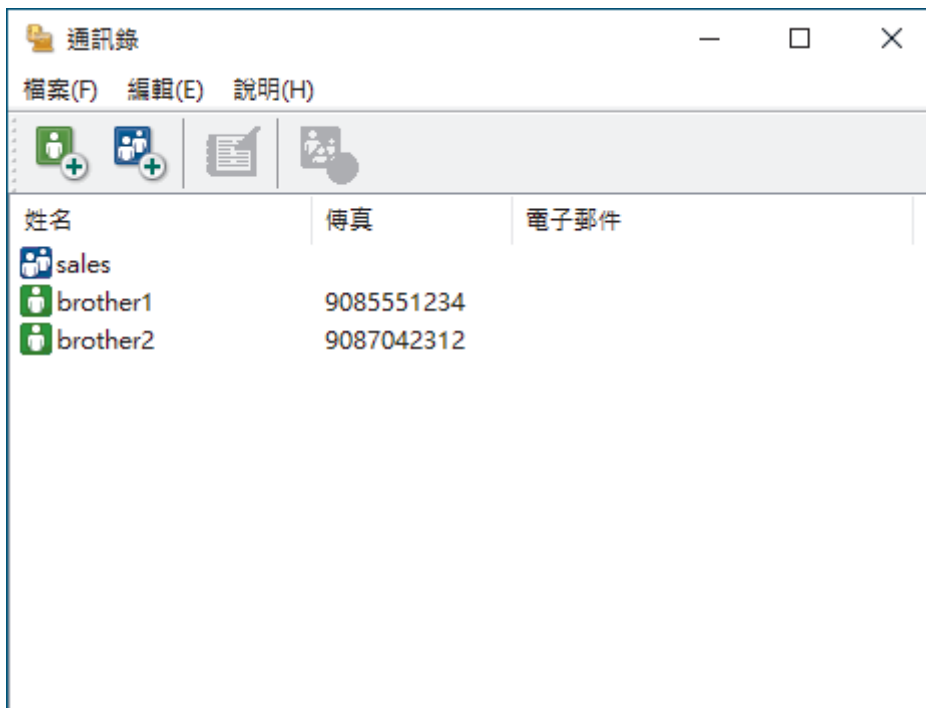 通訊錄
檔案(F) 編輯(E) 說明(H)
姓名 傳真 電子郵件
sales
brother1 9085551234
brother2 9087042312